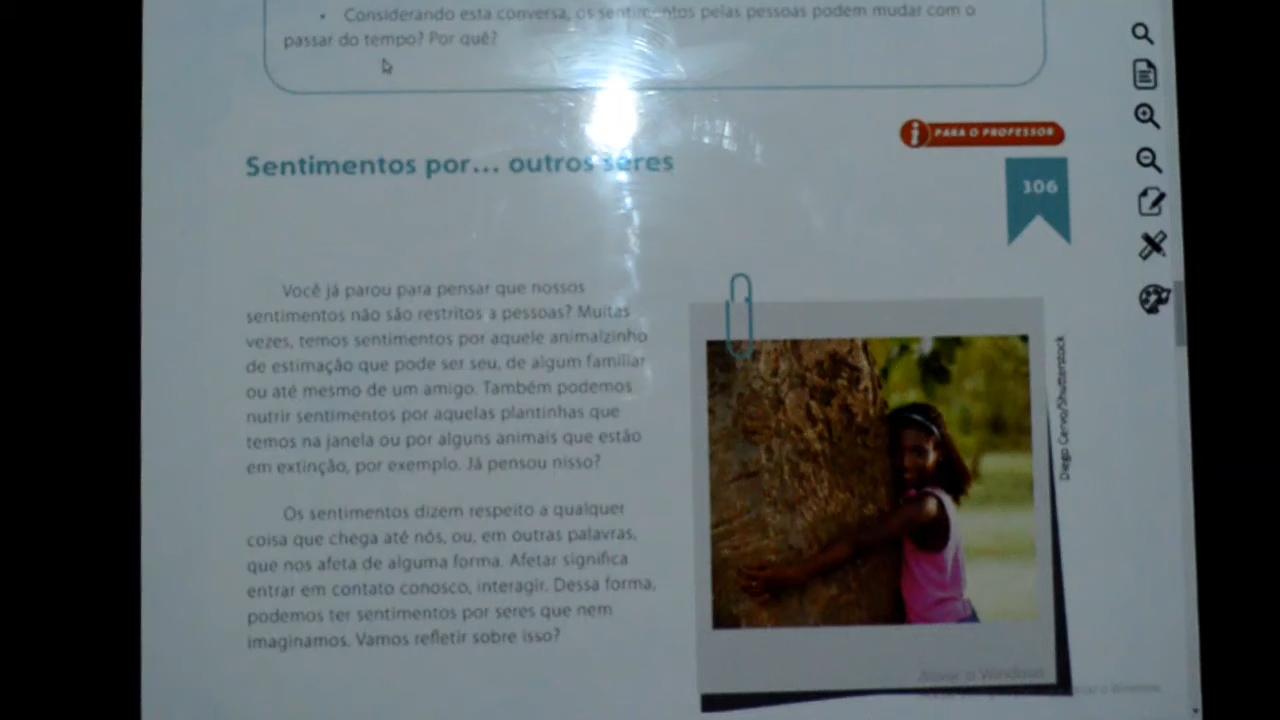 • Considerando esta conversa, os sentimentos pelas pessoas podem mudar com o
passar do tempo? Por quê?
i PARA O PROFESSOR
Sentimentos por... outros seres
106
Você já parou para pensar que nossos
sentimentos não são restritos a pessoas? Muitas
vezes, temos sentimentos por aquele animalzinho
de estimação que pode ser seu, de algum familiar
ou até mesmo de um amigo. Também podemos
nutrir sentimentos por aquelas plantinhas que
temos na janela ou por alguns animais que estão
em extinção, por exemplo. Já pensou nisso?
Os sentimentos dizem respeito a qualquer
coisa que chega até nós, ou, em outras palavras,
que nos afeta de alguma forma. Afetar significa
entrar em contato conosco, interagir. Dessa forma,
podemos ter sentimentos por seres que nem
imaginamos. Vamos refletir sobre isso?
Diego Cervo/Shutterstock
Ativar o Windows
o Windows.